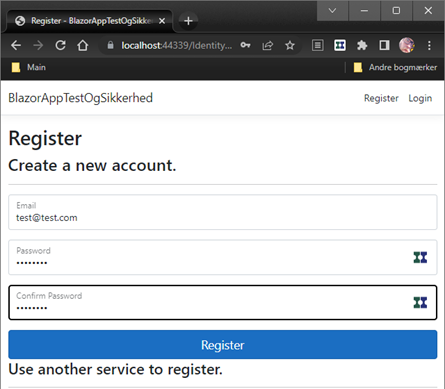 Register - BlazorAppTestOgSikkerhed
localhost:44339/Identity...
Main
Andre bogmærker
BlazorAppTestOgSikkerhed
Register
Login
Register
Create a new account.
Email
test@test.com
Password
••••••••
Confirm Password
••••••••
Register
Use another service to register.